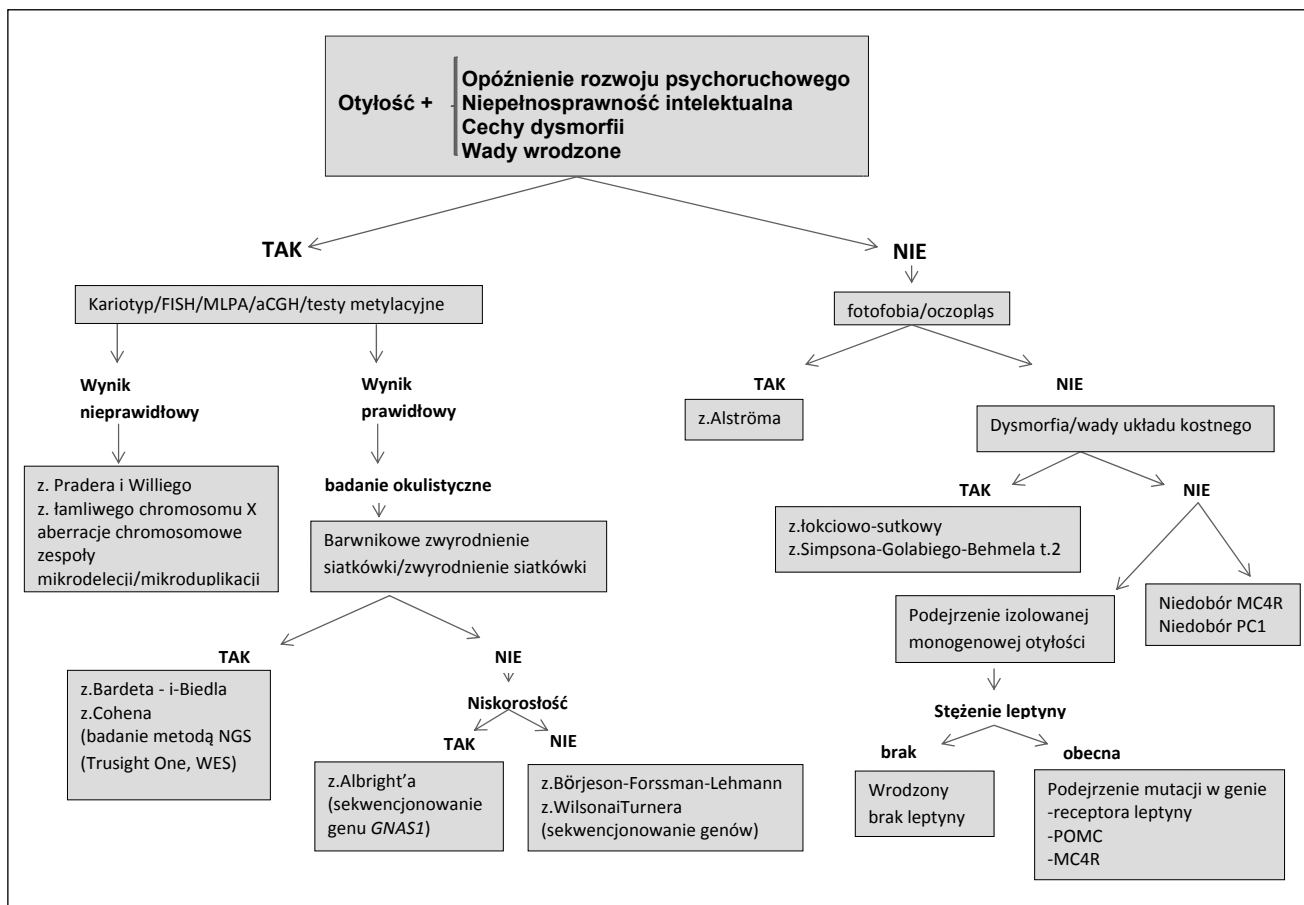 Otyłość +
Opóźnienie rozwoju psychoruchowego
Niepełnosprawność intelektualna
Cechy dysmorfii
Wady wrodzone
TAK
NIE
Kariotyp/FISH/MLPA/aCGH/testy metylacyjne
fotofobia/oczopląs
Wynik
nieprawidłowy
Wynik
prawidłowy
TAK
NIE
z.Alströma
Dysmorfia/wady układu kostnego
z. Pradera i Williego
z. łamliwego chromosomu X
aberracje chromosomowe
zespoły
mikrodelecji/mikroduplikacji
badanie okulistyczne
Barwnikowe zwyrodnienie
siatkówki/zwyrodnienie siatkówki
TAK
NIE
z.łokciowo-sutkowy
z.Simpsona-Golabiego-Behmela t.2
Podejrzenie izolowanej
monogenowej otyłości
Niedobór MC4R
Niedobór PC1
TAK
NIE
z.Bardeta - i-Biedla
z.Cohena
(badanie metodą NGS
(Trusight One, WES)
Niskorosłość
TAK
NIE
z.Albright’a
(sekwencjonowanie
genu GNAS1)
z.Börjeson-Forssman-Lehmann
z.WilsonaiTurnera
(sekwencjonowanie genów)
Stężenie leptyny
brak
obecna
Wrodzony
brak leptyny
Podejrzenie mutacji w genie
-receptora leptyny
-POMC
-MC4R